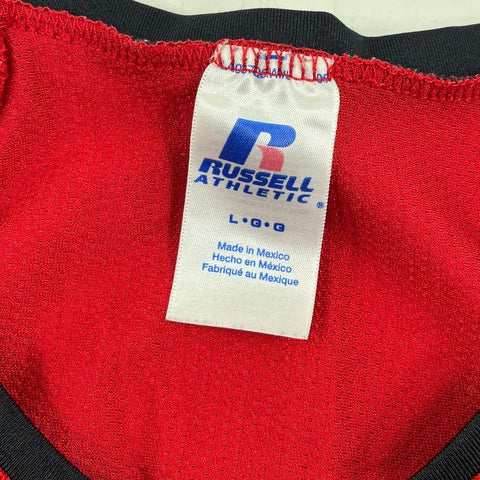 RUSSELL
ATHLETIC ®
L•G•G
Made in Mexico
Hecho en México
Fabriqué au Mexique